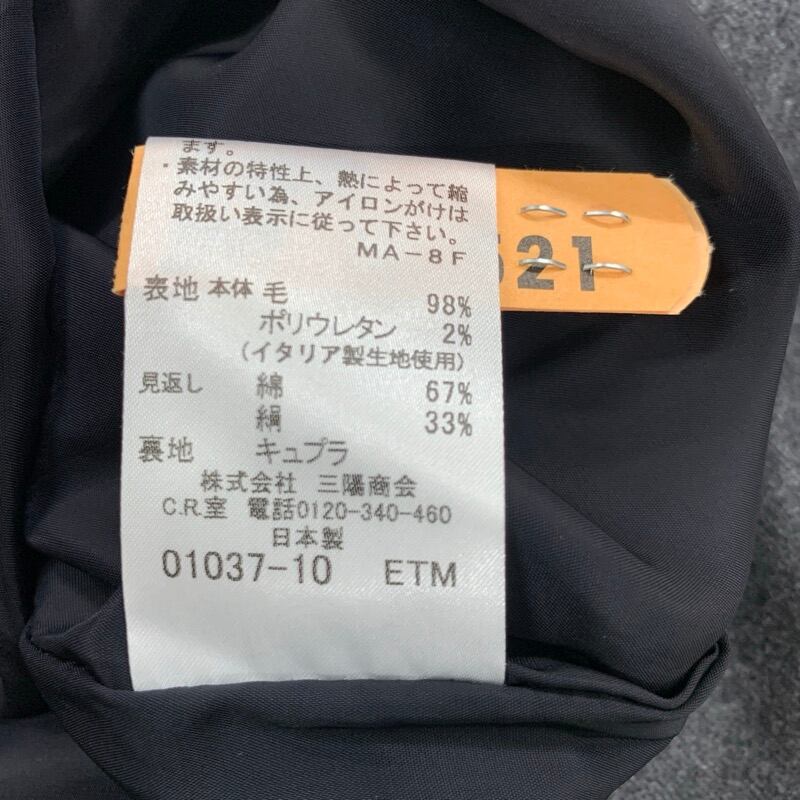 ます。
・素材の特性上、熱によって縮
みやすい為、アイロンがけは
取扱い表示に従って下さい。
MA-8F
表地 本体 毛 98%
ポリウレタン 2%
(イタリア製生地使用)
見返し 綿 67%
絹 33%
裏地 キュプラ
株式会社 三陽商会
C.R.室 電話0120-340-460
日本製
01037-10 ETM
521